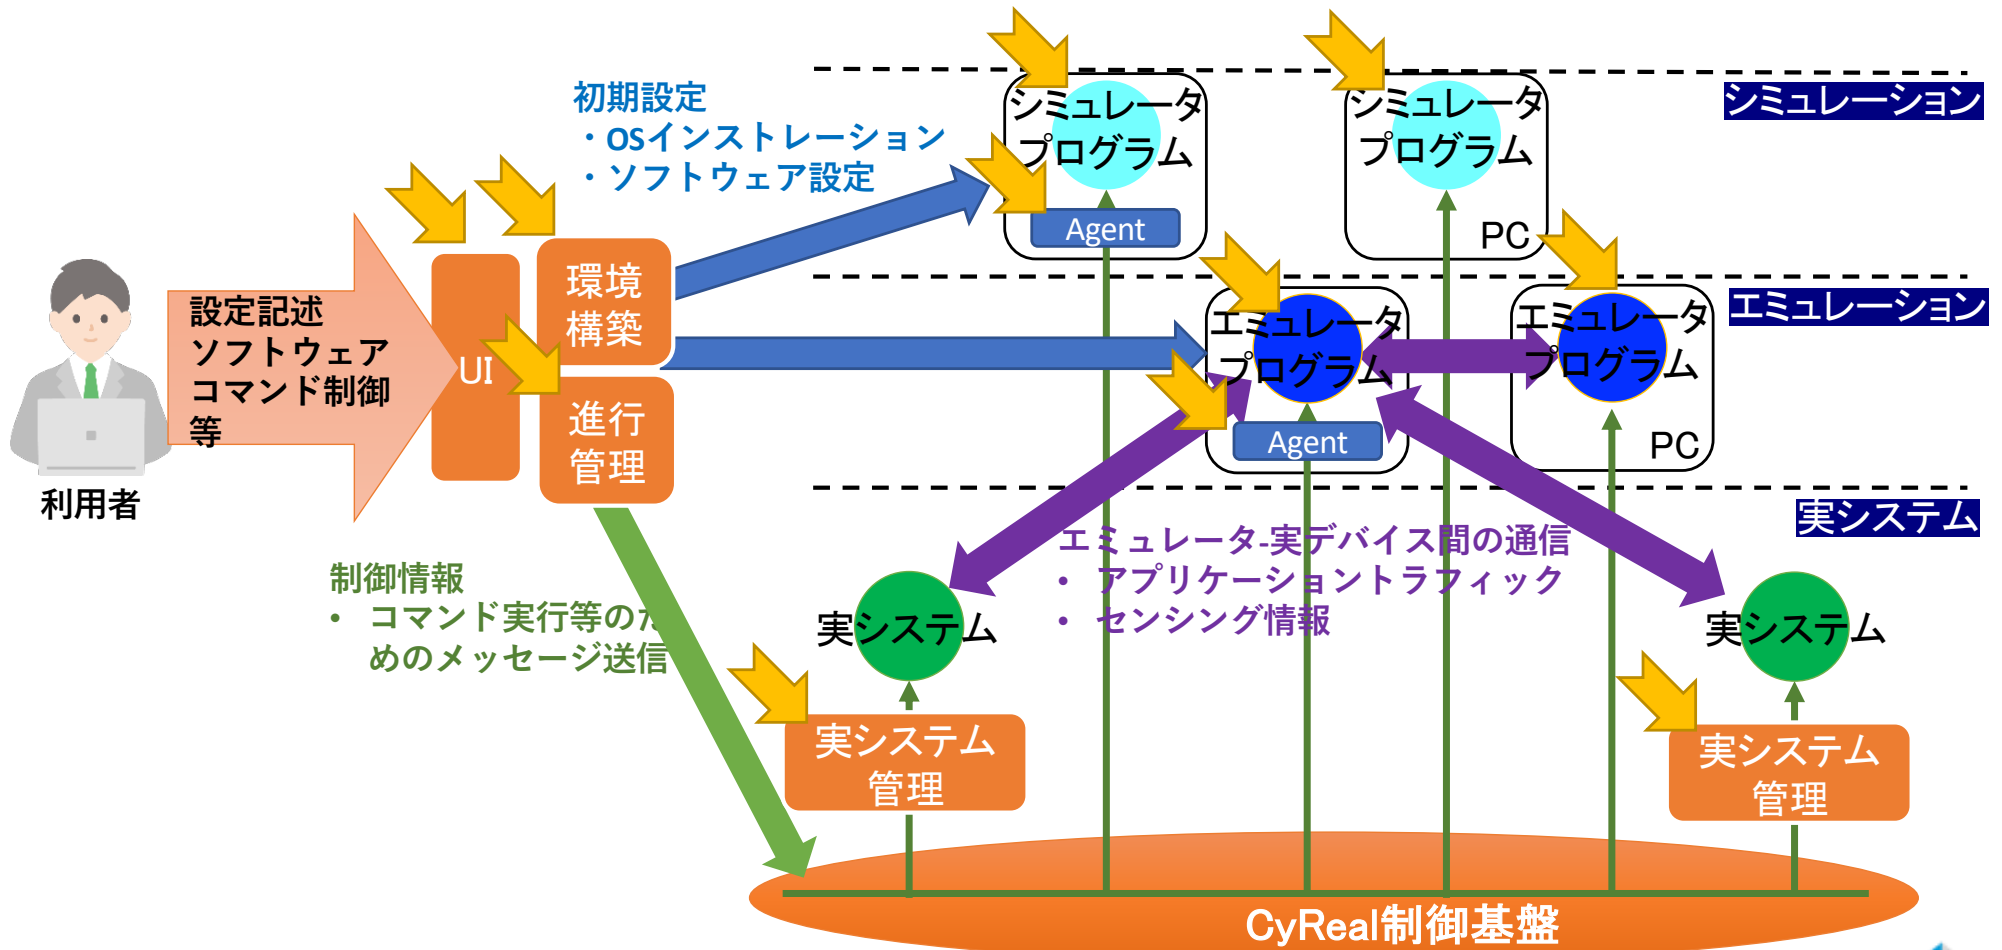 初期設定
・OSインストレーション
・ソフトウェア設定
シミュレータ
プログラム
Agent
シミュレータ
プログラム
PC
シミュレーション
設定記述
ソフトウェア
コマンド制御
等
利用者
UI
環境
構築
進行
管理
エミュレータ
プログラム
Agent
エミュレータ
プログラム
PC
エミュレーション
実システム
制御情報
• コマンド実行等のた
めのメッセージ送信
エミュレータ-実デバイス間の通信
• アプリケーショントラフィック
• センシング情報
実システム
実システム
管理
実システム
実システム
管理
CyReal制御基盤